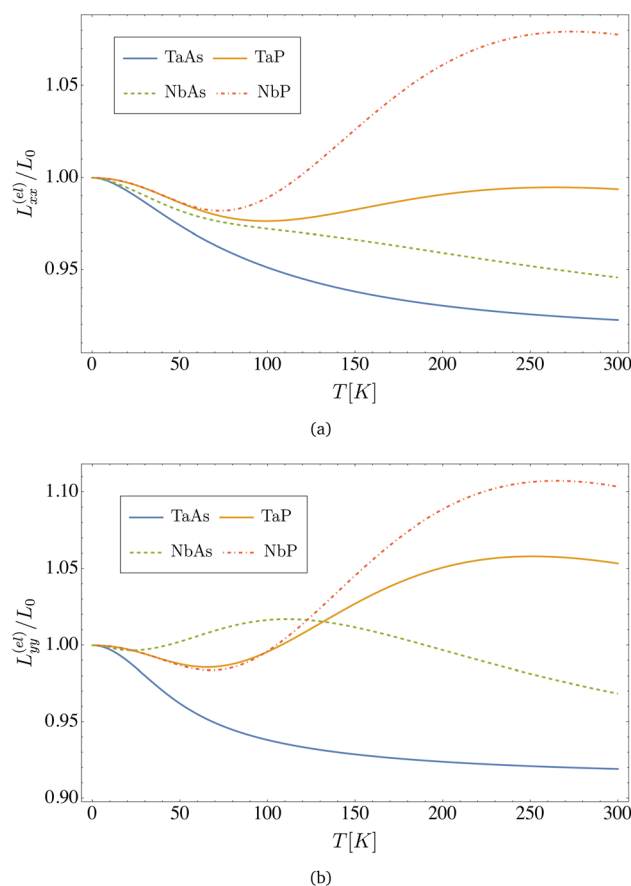 TaAs TaP
NbAs NbP
1.05
1.00
0.95
L_{xx}^{(el)}/L_0
0 50 100 150 200 250 300
T[K]
(a)
TaAs TaP
NbAs NbP
1.10
1.05
1.00
0.95
0.90
L_{yy}^{(el)}/L_0
0 50 100 150 200 250 300
T[K]
(b)